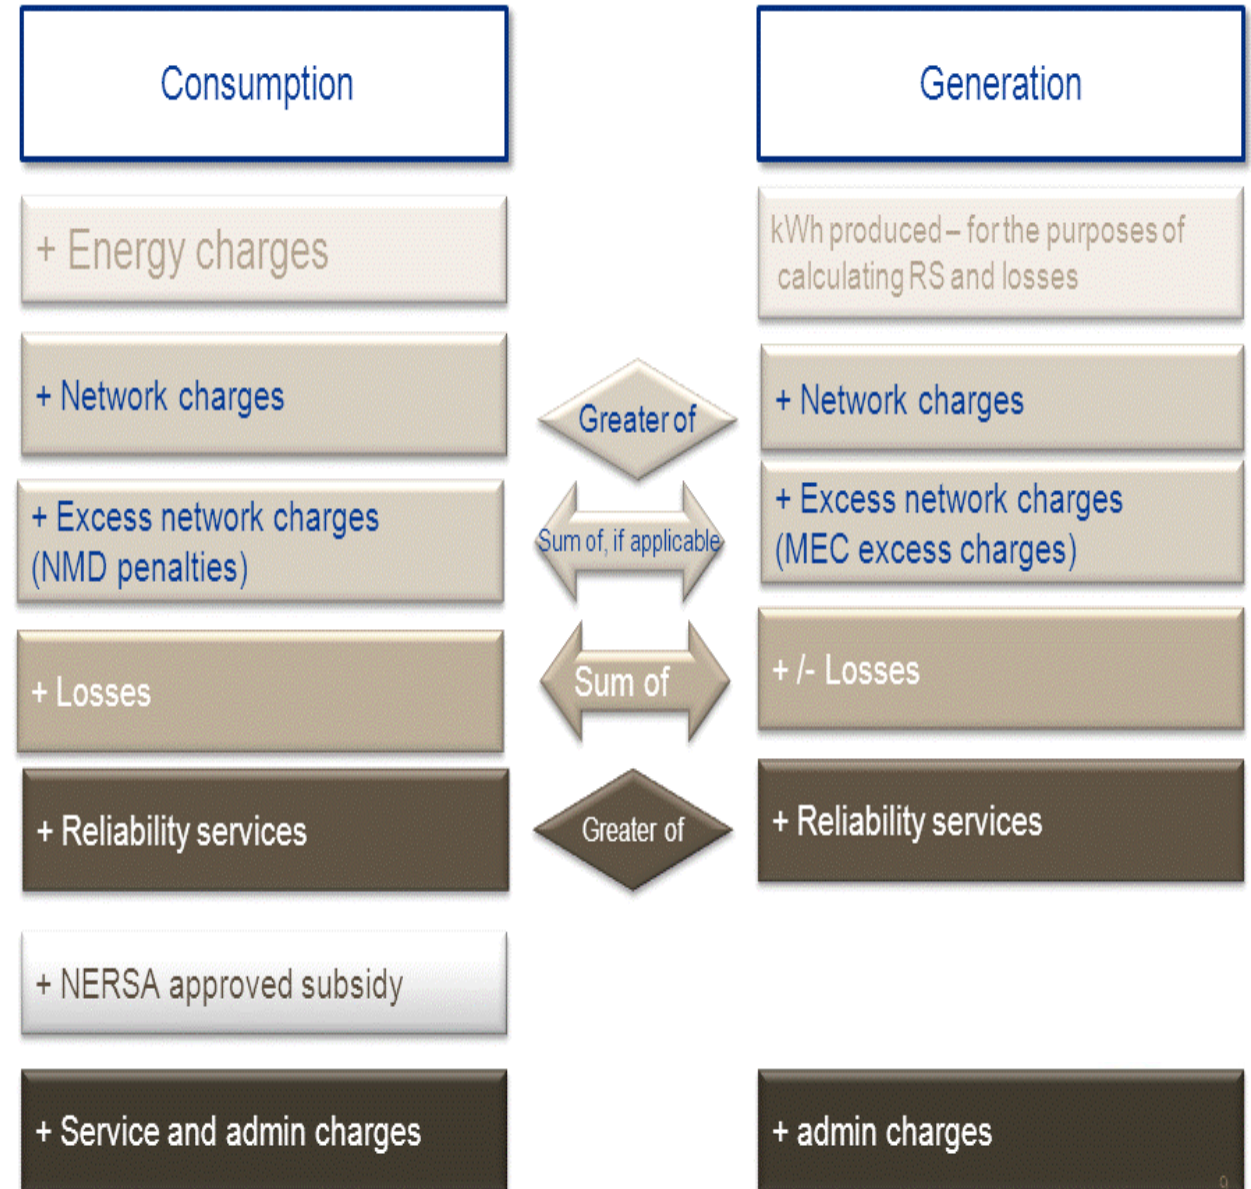 Consumption
Generation
+ Energy charges
kWh produced – for the purposes of
calculating RS and losses
+ Network charges
Greater of
+ Network charges
+ Excess network charges
(NMD penalties)
Sum of, if applicable
+ Excess network charges
(MEC excess charges)
+ Losses
Sum of
+ /- Losses
+ Reliability services
Greater of
+ Reliability services
+ NERSA approved subsidy
+ Service and admin charges
+ admin charges
9